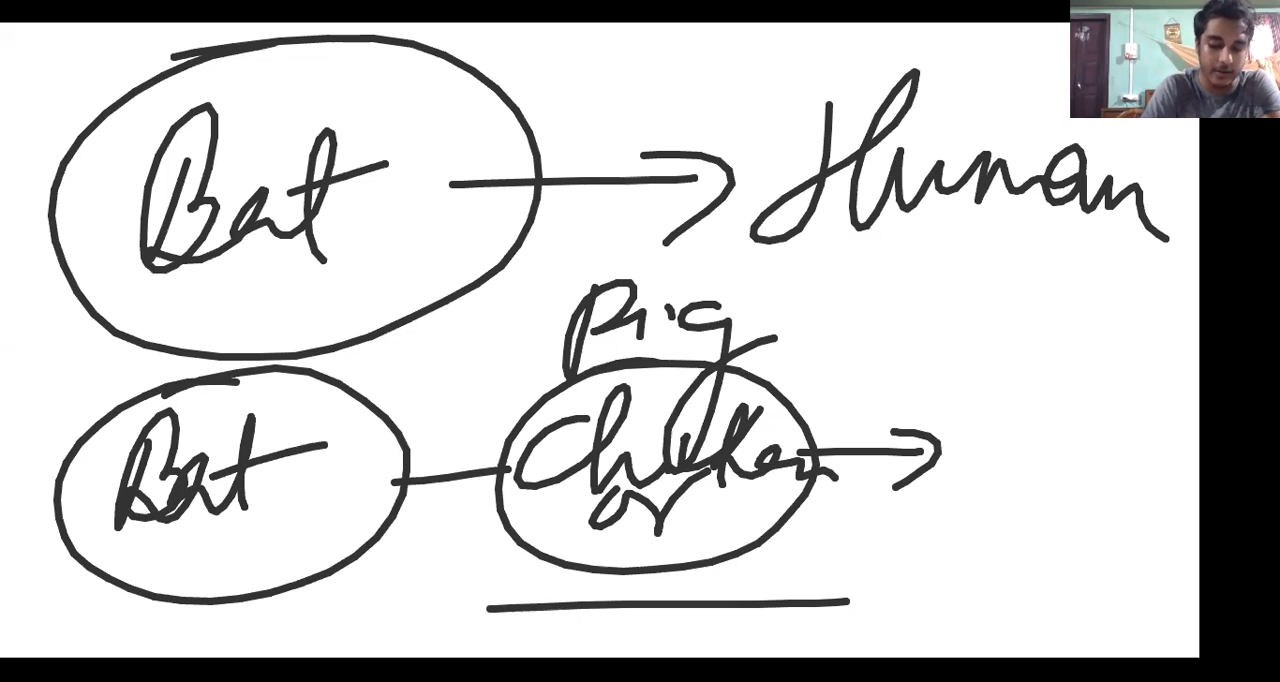 Bat → Human
Pig
Bat Chicken →
or